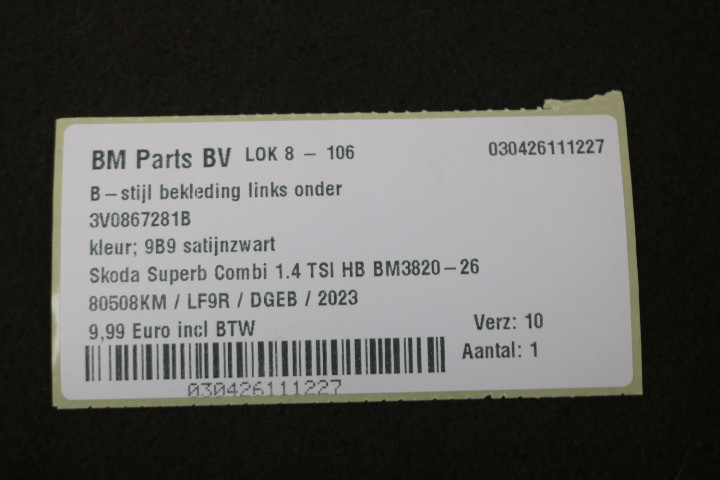 BM Parts BV LOK 8 - 106 030426111227
B-stijl bekleding links onder
3V0867281B
kleur; 9B9 satijnzwart
Skoda Superb Combi 1.4 TSI HB BM3820-26
80508KM / LF9R / DGEB / 2023
9,99 Euro incl BTW Verz: 10
Aantal: 1
030426111227